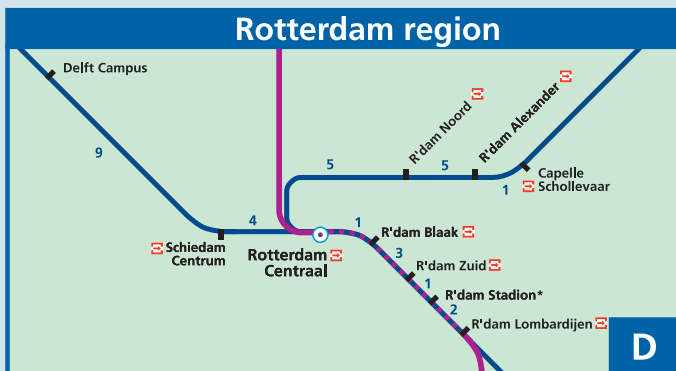 Rotterdam region
Delft Campus
9
R'dam Noord
R'dam Alexander
5
5
1
Capelle
Schollevaar
4
1
Schiedam
Centrum
Rotterdam
Centraal
R'dam Blaak
3
R'dam Zuid
1
R'dam Stadion*
2
R'dam Lombardijen
D